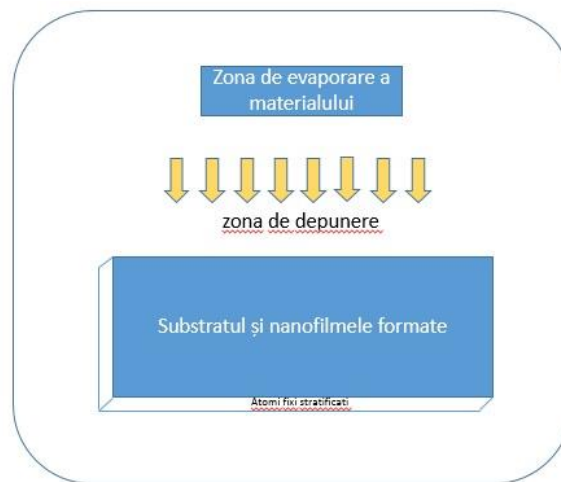 Zona de evaporare a
materialului
zona de depunere
Substratul și nanofilmele formate
Atomi fixi stratificati